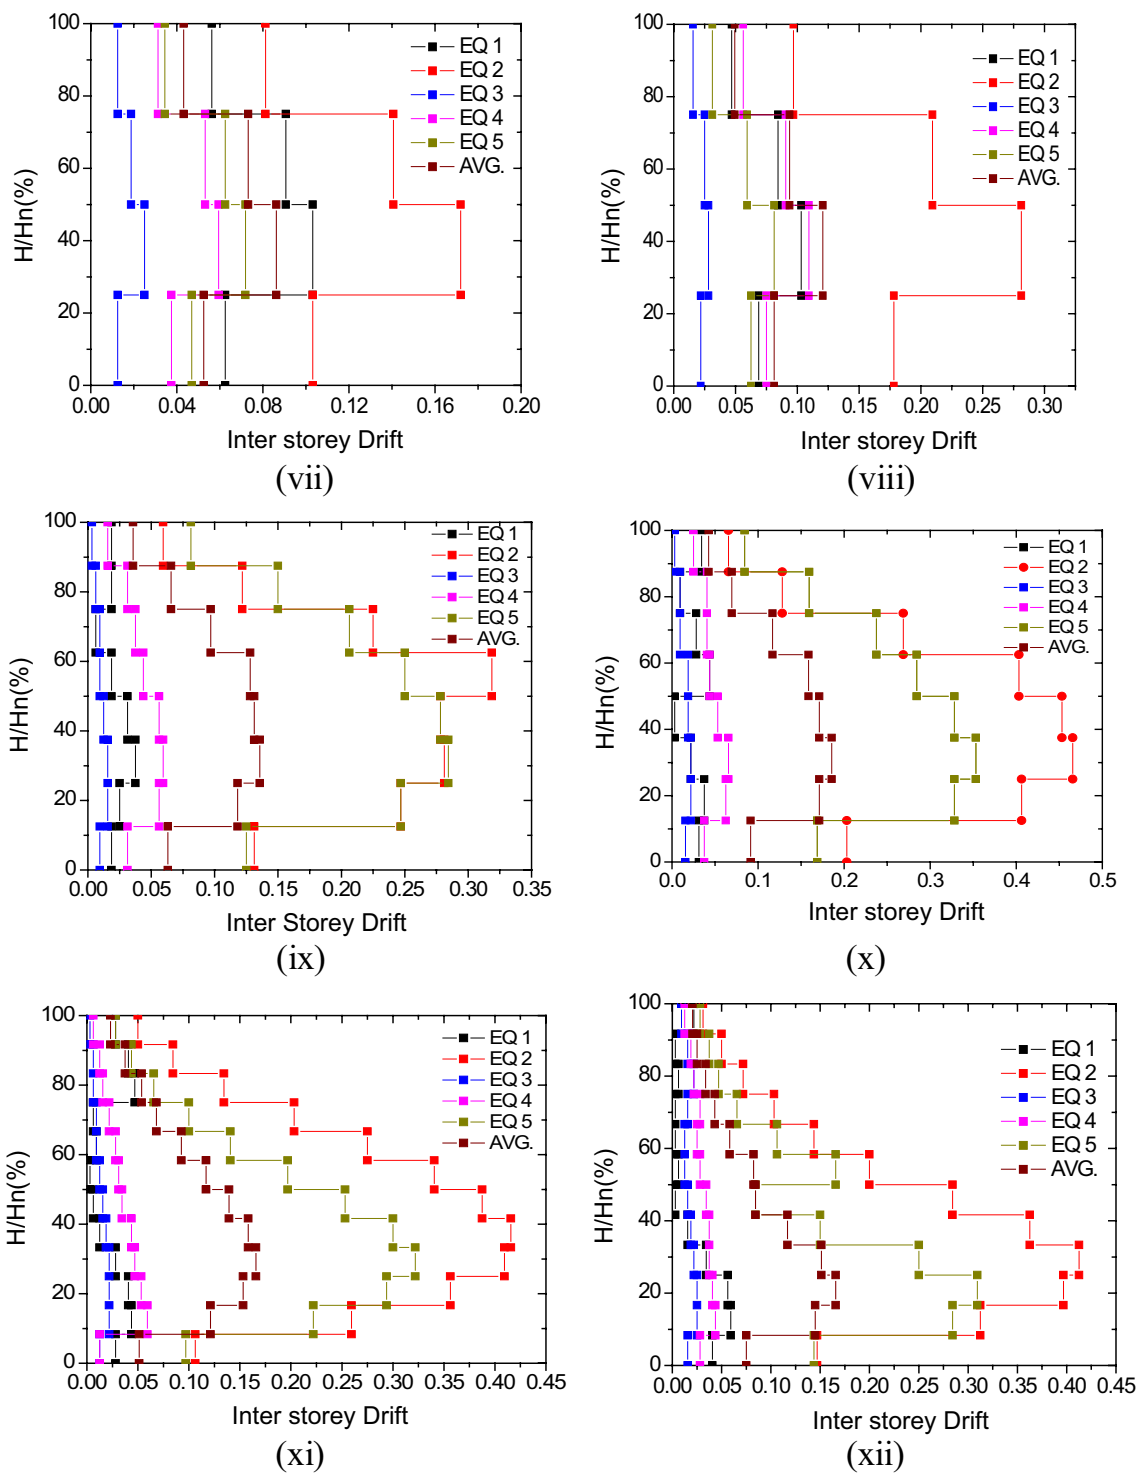 100
80
60
40
20
0
H/Hn(%)
EQ 1
EQ 2
EQ 3
EQ 4
EQ 5
AVG.
0.00 0.04 0.08 0.12 0.16 0.20
Inter storey Drift
(vii)
100
80
60
40
20
0
H/Hn(%)
EQ 1
EQ 2
EQ 3
EQ 4
EQ 5
AVG.
0.00 0.05 0.10 0.15 0.20 0.25 0.30
Inter storey Drift
(viii)
100
80
60
40
20
0
H/Hn(%)
EQ 1
EQ 2
EQ 3
EQ 4
EQ 5
AVG.
0.00 0.05 0.10 0.15 0.20 0.25 0.30 0.35
Inter Storey Drift
(ix)
100
80
60
40
20
0
H/Hn(%)
EQ 1
EQ 2
EQ 3
EQ 4
EQ 5
AVG.
0.0 0.1 0.2 0.3 0.4 0.5
Inter storey Drift
(x)
100
80
60
40
20
0
H/Hn(%)
EQ 1
EQ 2
EQ 3
EQ 4
EQ 5
AVG.
0.00 0.05 0.10 0.15 0.20 0.25 0.30 0.35 0.40 0.45
Inter storey Drift
(xi)
100
80
60
40
20
0
H/Hn(%)
EQ 1
EQ 2
EQ 3
EQ 4
EQ 5
AVG.
0.00 0.05 0.10 0.15 0.20 0.25 0.30 0.35 0.40 0.45
Inter storey Drift
(xii)